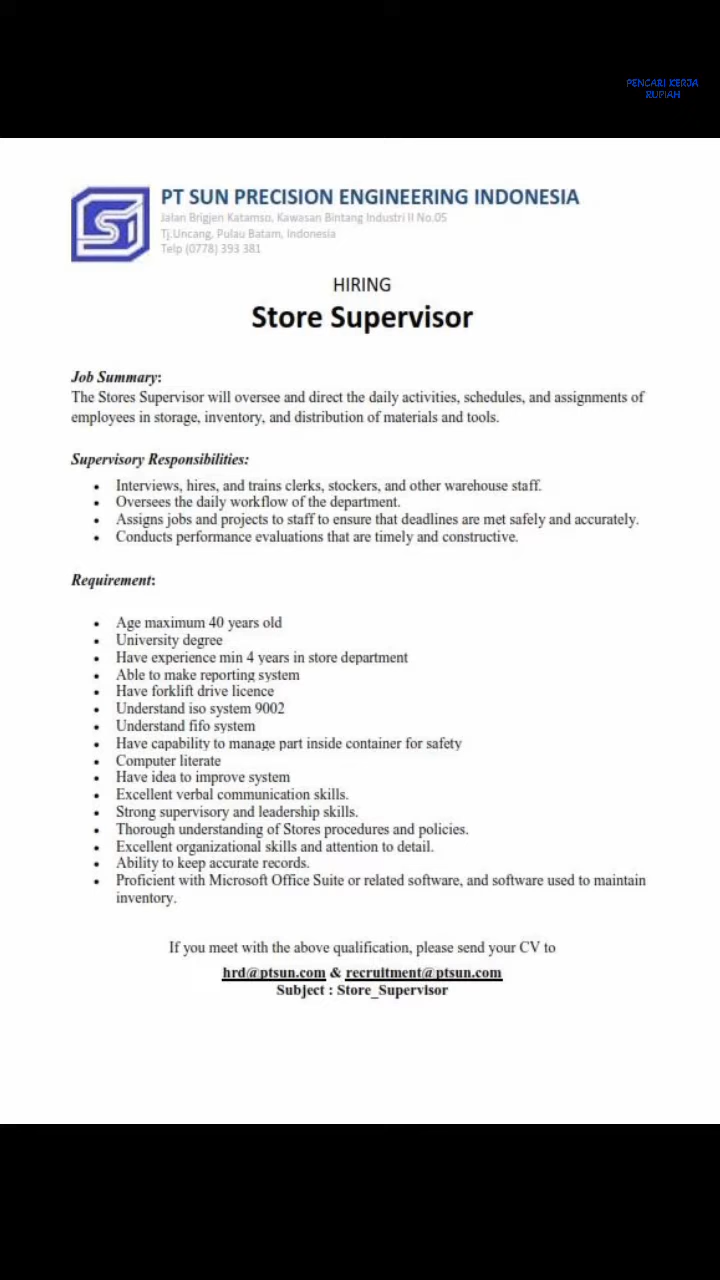 PENCARI KERJA
RUPIAH
PT SUN PRECISION ENGINEERING INDONESIA
Jalan Brigjen Katamso, Kawasan Bintang Industri II No.05
Tj.Uncang, Pulau Batam, Indonesia
Telp (0778) 393 381
HIRING
Store Supervisor
Job Summary:
The Stores Supervisor will oversee and direct the daily activities, schedules, and assignments of
employees in storage, inventory, and distribution of materials and tools.
Supervisory Responsibilities:
• Interviews, hires, and trains clerks, stockers, and other warehouse staff.
• Oversees the daily workflow of the department.
• Assigns jobs and projects to staff to ensure that deadlines are met safely and accurately.
• Conducts performance evaluations that are timely and constructive.
Requirement:
• Age maximum 40 years old
• University degree
• Have experience min 4 years in store department
• Able to make reporting system
• Have forklift drive licence
• Understand iso system 9002
• Understand fifo system
• Have capability to manage part inside container for safety
• Computer literate
• Have idea to improve system
• Excellent verbal communication skills.
• Strong supervisory and leadership skills.
• Thorough understanding of Stores procedures and policies.
• Excellent organizational skills and attention to detail.
• Ability to keep accurate records.
• Proficient with Microsoft Office Suite or related software, and software used to maintain
inventory.
If you meet with the above qualification, please send your CV to
hrd@ptsun.com & recruitment@ptsun.com
Subject : Store_Supervisor